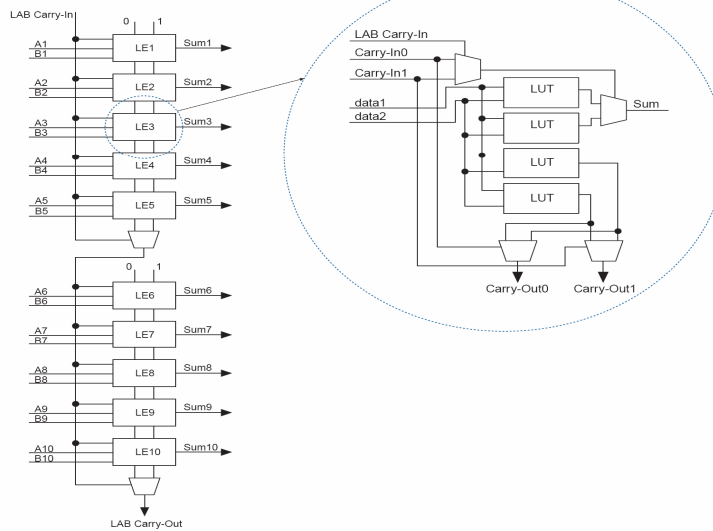 LAB Carry-In
0 1
A1
B1
LE1
Sum1
A2
B2
LE2
Sum2
A3
B3
LE3
Sum3
A4
B4
LE4
Sum4
A5
B5
LE5
Sum5
0 1
A6
B6
LE6
Sum6
A7
B7
LE7
Sum7
A8
B8
LE8
Sum8
A9
B9
LE9
Sum9
A10
B10
LE10
Sum10
LAB Carry-Out
LAB Carry-In
Carry-In0
Carry-In1
data1
data2
LUT
LUT
LUT
LUT
Sum
Carry-Out0
Carry-Out1